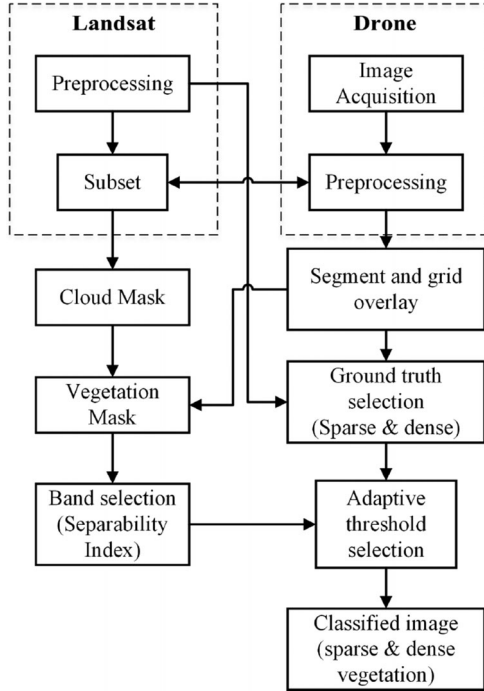 Landsat
Drone
Preprocessing
Image
Acquisition
Subset
Preprocessing
Cloud Mask
Segment and grid
overlay
Vegetation
Mask
Ground truth
selection
(Sparse & dense)
Band selection
(Separability
Index)
Adaptive
threshold
selection
Classified image
(sparse & dense
vegetation)